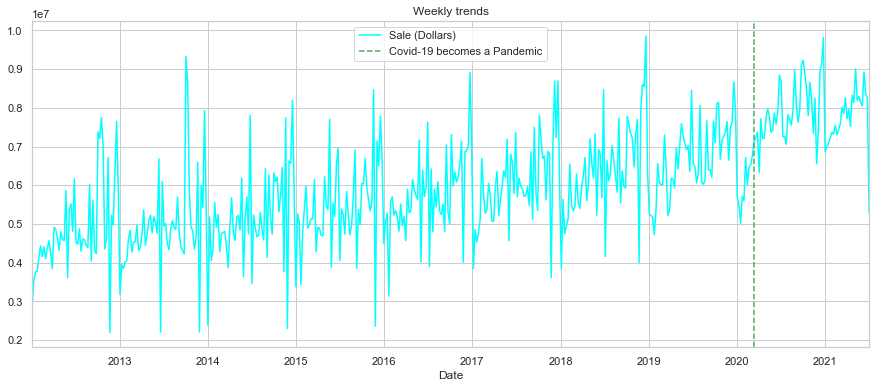 Weekly trends
1e7
Sale (Dollars)
Covid-19 becomes a Pandemic
1.0
0.9
0.8
0.7
0.6
0.5
0.4
0.3
0.2
2013 2014 2015 2016 2017 2018 2019 2020 2021
Date